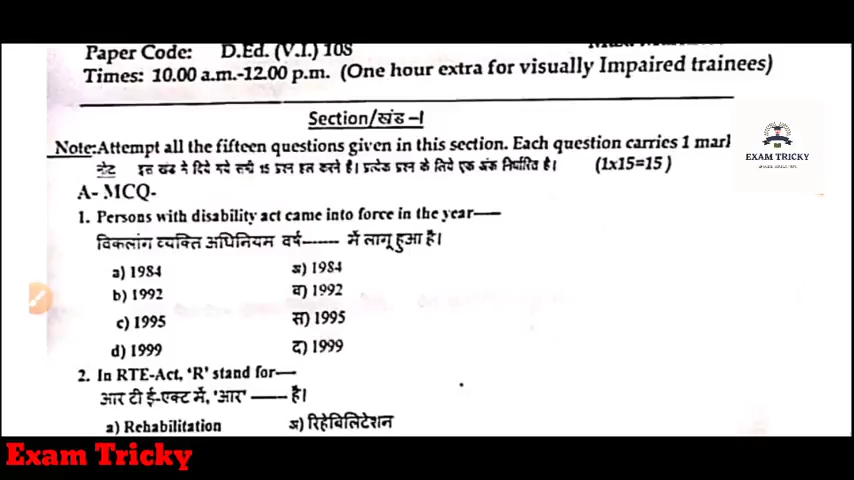 Paper Code: D.Ed. (V.I.) 108
Times: 10.00 a.m.-12.00 p.m. (One hour extra for visually Impaired trainees)
Section/खंड –I
Note:Attempt all the fifteen questions given in this section. Each question carries 1 mark
नोट इस खंड में दिये गये सभी 15 प्रश्न हल करने है। प्रत्येक प्रश्न के लिये एक अंक निर्धारित है। (1x15=15 )
EXAM TRICKY
A- MCQ-
1. Persons with disability act came into force in the year——
विकलांग व्यक्ति अधिनियम वर्ष------ में लागू हुआ है।
a) 1984 अ) 1984
b) 1992 ब) 1992
c) 1995 स) 1995
d) 1999 द) 1999
2. In RTE-Act, ‘R’ stand for—
आर टी ई-एक्ट में, 'आर' —— है।
a) Rehabilitation अ) रिहेबिलिटेशन
Exam Tricky